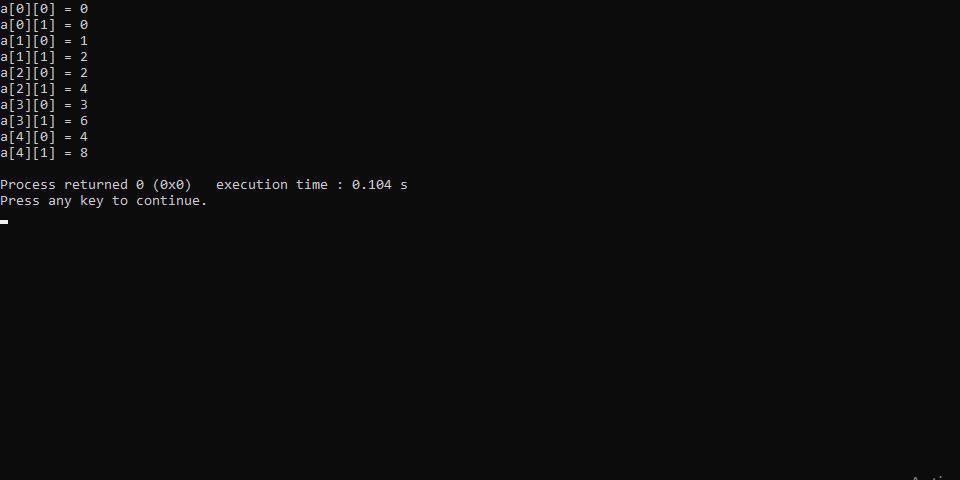 a[0][0] = 0
a[0][1] = 0
a[1][0] = 1
a[1][1] = 2
a[2][0] = 2
a[2][1] = 4
a[3][0] = 3
a[3][1] = 6
a[4][0] = 4
a[4][1] = 8
Process returned 0 (0x0)   execution time : 0.104 s
Press any key to continue.